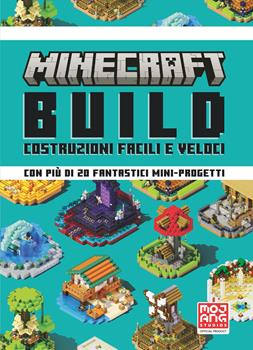 MINECRAFT
BUILD
COSTRUZIONI FACILI E VELOCI
CON PIÙ DI 20 FANTASTICI MINI-PROGETTI
MOJANG
STUDIOS
OFFICIAL PRODUCT